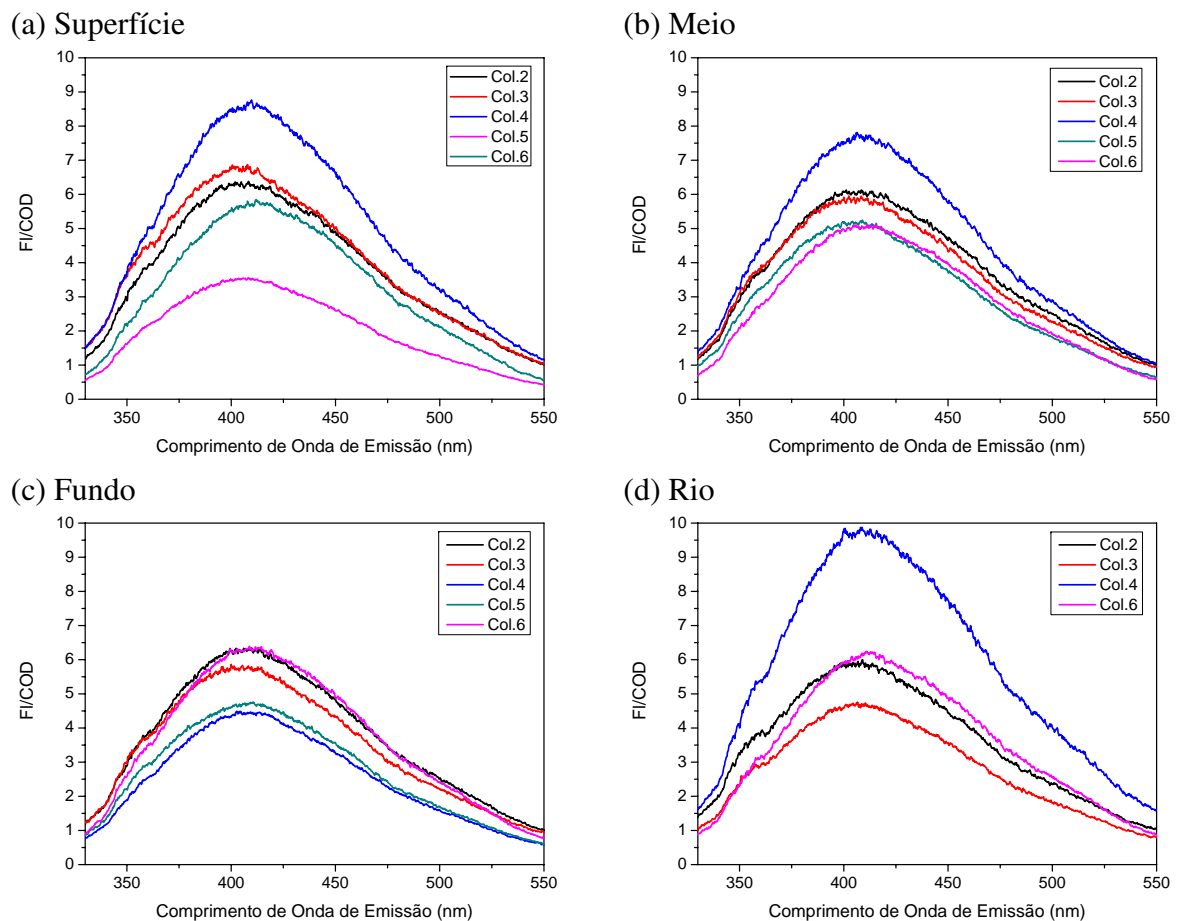 (a) Superfície
10
9
8
7
6
5
4
3
2
1
0
FI/COD
350
400
450
500
550
Comprimento de Onda de Emissão (nm)
Col.2
Col.3
Col.4
Col.5
Col.6
(b) Meio
10
9
8
7
6
5
4
3
2
1
0
FI/COD
350
400
450
500
550
Comprimento de Onda de Emissão (nm)
Col.2
Col.3
Col.4
Col.5
Col.6
(c) Fundo
10
9
8
7
6
5
4
3
2
1
0
FI/COD
350
400
450
500
550
Comprimento de Onda de Emissão (nm)
Col.2
Col.3
Col.4
Col.5
Col.6
(d) Rio
10
9
8
7
6
5
4
3
2
1
0
FI/COD
350
400
450
500
550
Comprimento de Onda de Emissão (nm)
Col.2
Col.3
Col.4
Col.6